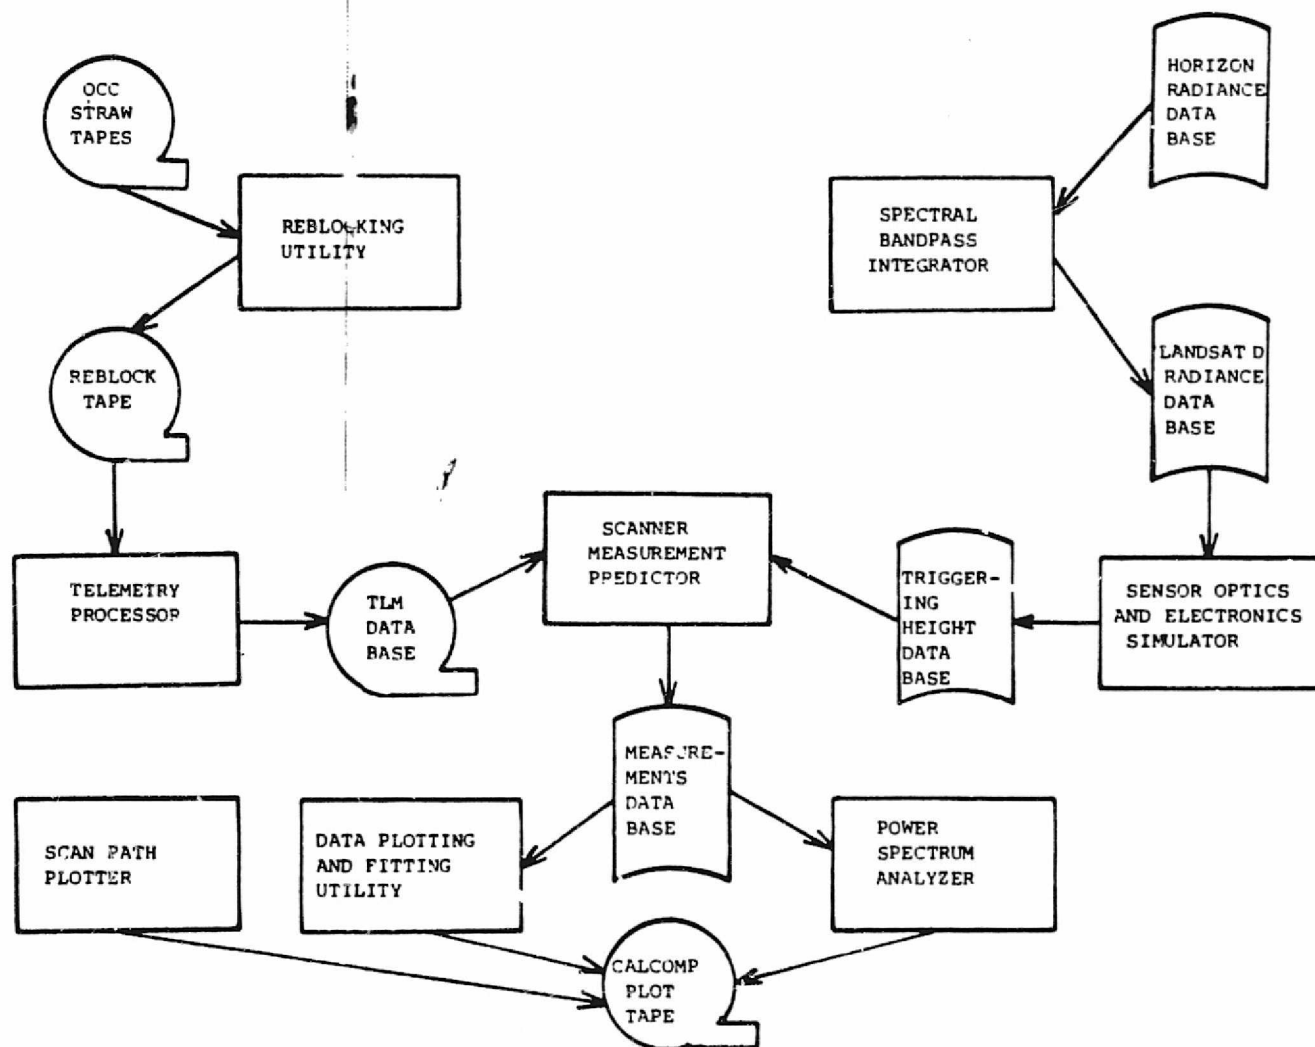 OCC
STRAW
TAPES
HORIZON
RADIANCE
DATA
BASE
REBLOCKING
UTILITY
SPECTRAL
BANDPASS
INTEGRATOR
REBLOCK
TAPE
LANDSAT D
RADIANCE
DATA
BASE
TELEMETRY
PROCESSOR
TLM
DATA
BASE
SCANNER
MEASUREMENT
PREDICTOR
TRIGGER-
ING
HEIGHT
DATA
BASE
SENSOR OPTICS
AND ELECTRONICS
SIMULATOR
MEASURE-
MENTS
DATA
BASE
SCAN PATH
PLOTTER
DATA PLOTTING
AND FITTING
UTILITY
POWER
SPECTRUM
ANALYZER
CALCOMP
PLOT
TAPE